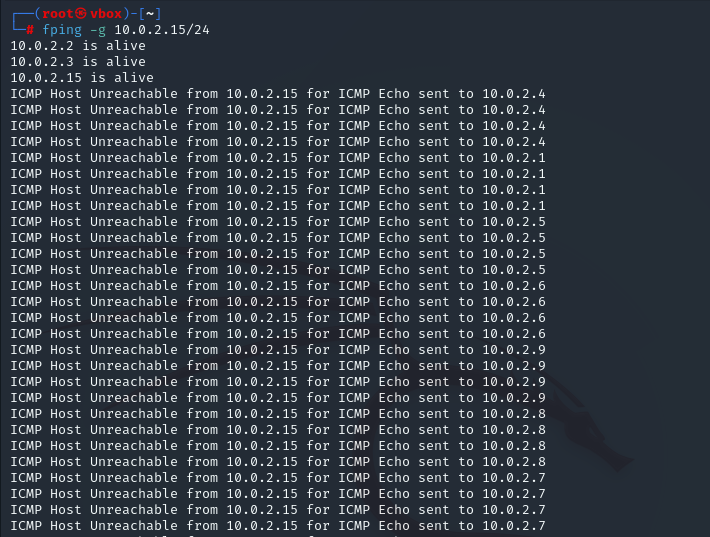 ┌──(root㉿vbox)-[~]
└─# fping -g 10.0.2.15/24
10.0.2.2 is alive
10.0.2.3 is alive
10.0.2.15 is alive
ICMP Host Unreachable from 10.0.2.15 for ICMP Echo sent to 10.0.2.4
ICMP Host Unreachable from 10.0.2.15 for ICMP Echo sent to 10.0.2.4
ICMP Host Unreachable from 10.0.2.15 for ICMP Echo sent to 10.0.2.4
ICMP Host Unreachable from 10.0.2.15 for ICMP Echo sent to 10.0.2.4
ICMP Host Unreachable from 10.0.2.15 for ICMP Echo sent to 10.0.2.1
ICMP Host Unreachable from 10.0.2.15 for ICMP Echo sent to 10.0.2.1
ICMP Host Unreachable from 10.0.2.15 for ICMP Echo sent to 10.0.2.1
ICMP Host Unreachable from 10.0.2.15 for ICMP Echo sent to 10.0.2.1
ICMP Host Unreachable from 10.0.2.15 for ICMP Echo sent to 10.0.2.5
ICMP Host Unreachable from 10.0.2.15 for ICMP Echo sent to 10.0.2.5
ICMP Host Unreachable from 10.0.2.15 for ICMP Echo sent to 10.0.2.5
ICMP Host Unreachable from 10.0.2.15 for ICMP Echo sent to 10.0.2.5
ICMP Host Unreachable from 10.0.2.15 for ICMP Echo sent to 10.0.2.6
ICMP Host Unreachable from 10.0.2.15 for ICMP Echo sent to 10.0.2.6
ICMP Host Unreachable from 10.0.2.15 for ICMP Echo sent to 10.0.2.6
ICMP Host Unreachable from 10.0.2.15 for ICMP Echo sent to 10.0.2.6
ICMP Host Unreachable from 10.0.2.15 for ICMP Echo sent to 10.0.2.9
ICMP Host Unreachable from 10.0.2.15 for ICMP Echo sent to 10.0.2.9
ICMP Host Unreachable from 10.0.2.15 for ICMP Echo sent to 10.0.2.9
ICMP Host Unreachable from 10.0.2.15 for ICMP Echo sent to 10.0.2.9
ICMP Host Unreachable from 10.0.2.15 for ICMP Echo sent to 10.0.2.8
ICMP Host Unreachable from 10.0.2.15 for ICMP Echo sent to 10.0.2.8
ICMP Host Unreachable from 10.0.2.15 for ICMP Echo sent to 10.0.2.8
ICMP Host Unreachable from 10.0.2.15 for ICMP Echo sent to 10.0.2.8
ICMP Host Unreachable from 10.0.2.15 for ICMP Echo sent to 10.0.2.7
ICMP Host Unreachable from 10.0.2.15 for ICMP Echo sent to 10.0.2.7
ICMP Host Unreachable from 10.0.2.15 for ICMP Echo sent to 10.0.2.7